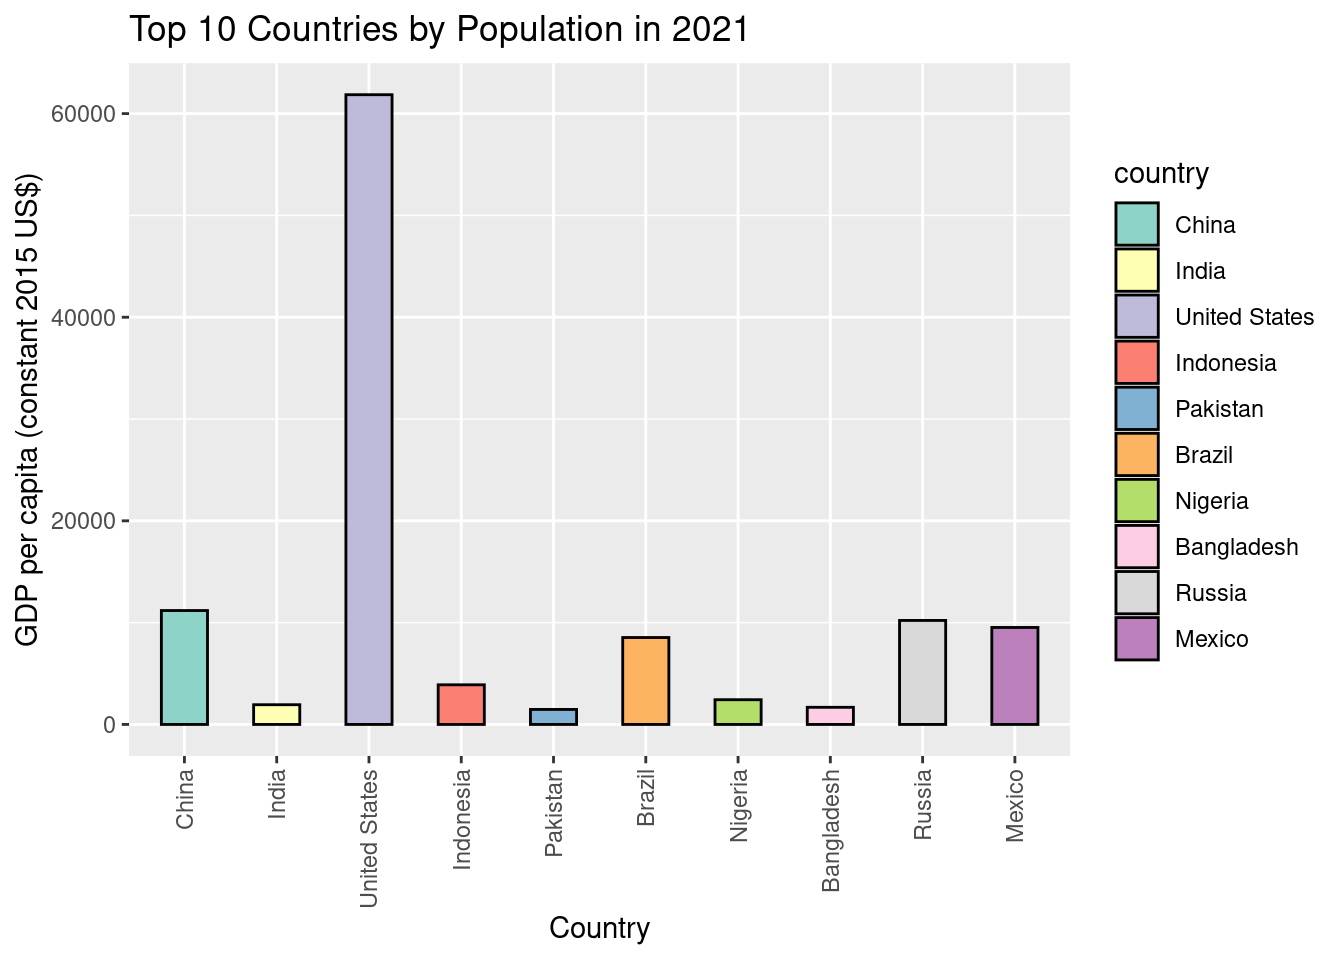 Top 10 Countries by Population in 2021
GDP per capita (constant 2015 US$)
60000
40000
20000
0
China
India
United States
Indonesia
Pakistan
Brazil
Nigeria
Bangladesh
Russia
Mexico
Country
country
China
India
United States
Indonesia
Pakistan
Brazil
Nigeria
Bangladesh
Russia
Mexico